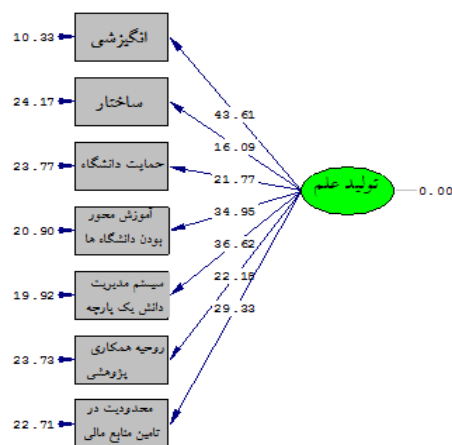 10.33
انگیزشی
24.17
ساختار
43.61
16.09
23.77
حمایت دانشگاه
21.77
تولید علم
0.00
34.95
20.90
آموزش محور
بودن دانشگاه ها
36.62
22.18
19.92
سیستم مدیریت
دانش یک پارچه
29.33
23.73
روحیه همکاری
پژوهشی
22.71
محدودیت در
تامین منابع مالی